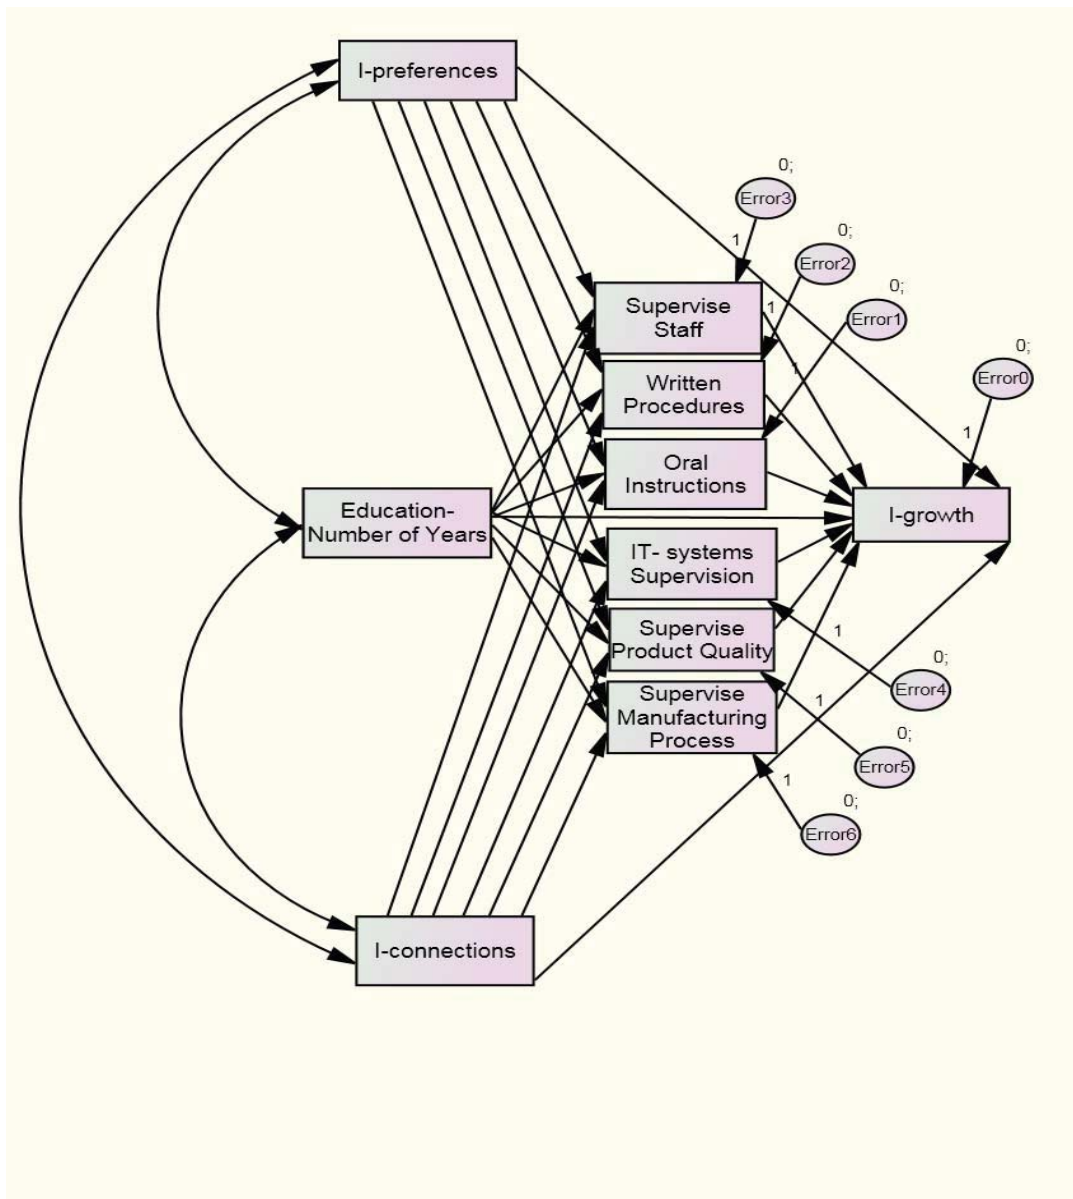 I-preferences
0;
Error3
1
0;
Error2
0;
Error1
Supervise
Staff
1
0;
Error0
Written
Procedures
1
1
Oral
Instructions
Education-
Number of Years
I-growth
IT- systems
Supervision
Supervise
Product Quality
1
0;
Error4
Supervise
Manufacturing
Process
1
0;
Error5
1
0;
Error6
I-connections